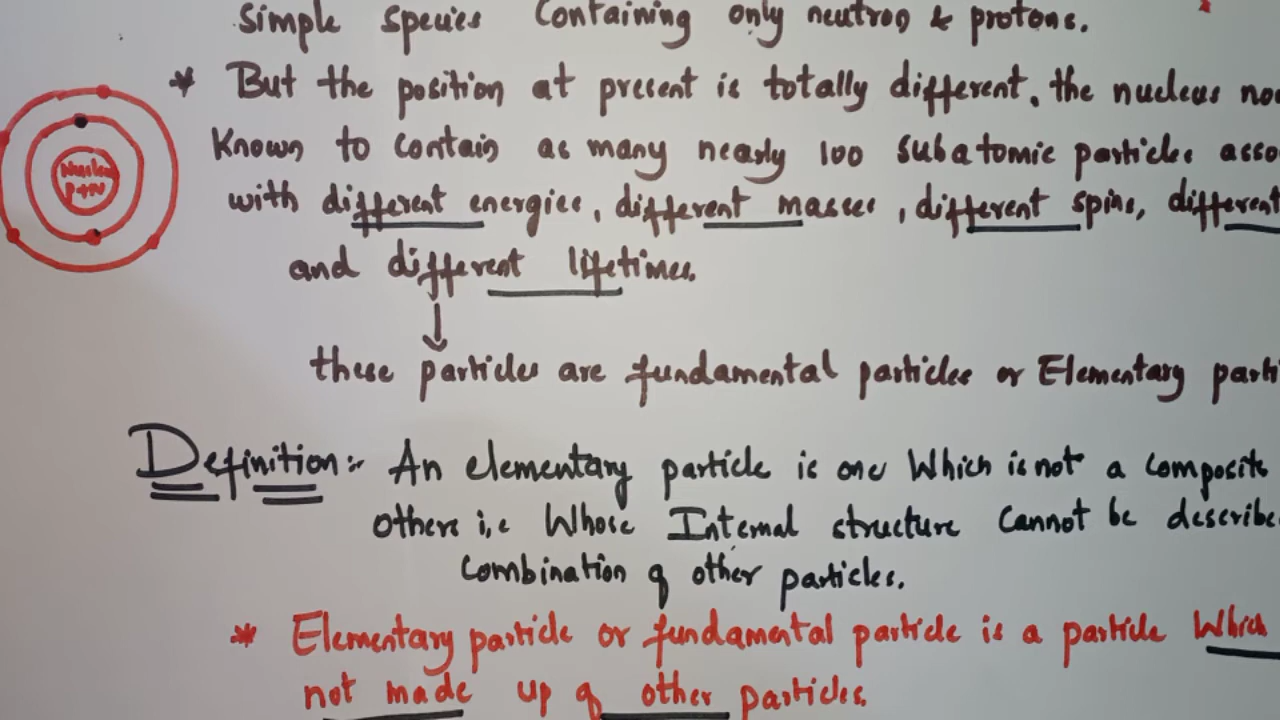 simple species Containing only neutron & protons.
* But the position at present is totally different. the nucleus no
Known to contain as many nearly 100 subatomic particles asso
with different energies, different masses, different spins, different
and different lifetimes.
these particles are fundamental particles or Elementary parti
Nucleus
P+N
Definition:- An elementary particle is one Which is not a composite
others i,e Whose Internal structure Cannot be describe
Combination of other particles.
* Elementary particle or fundamental particle is a particle Which
not made up of other particles.